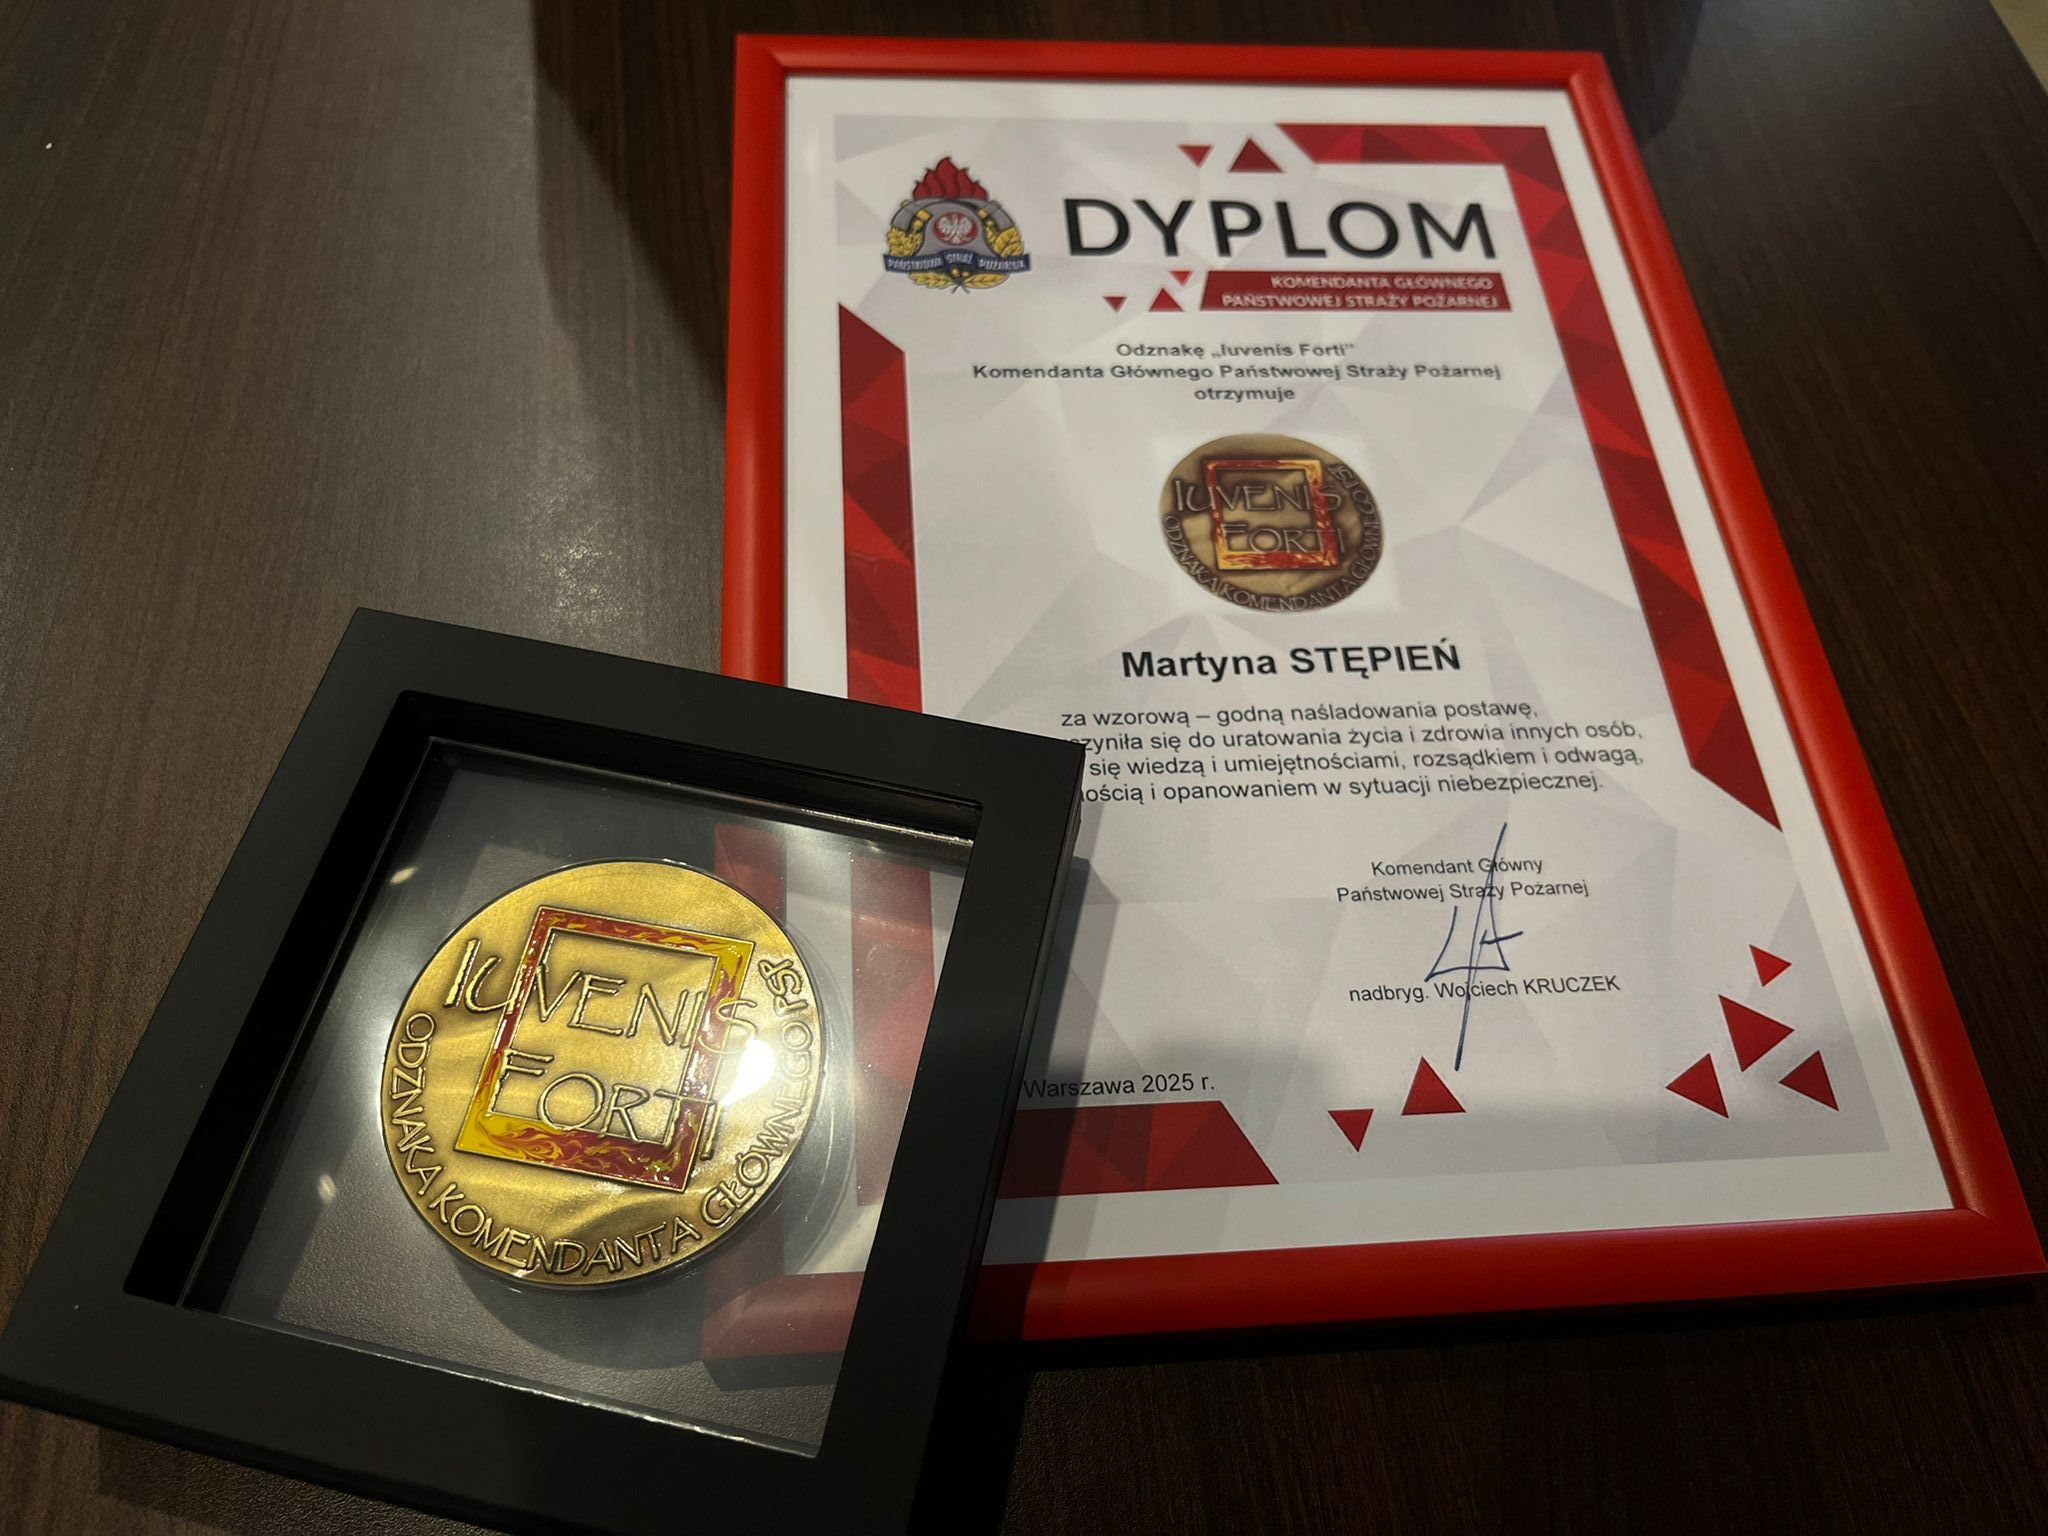 PAŃSTWOWA STRAŻ POŻARNA
DYPLOM
KOMENDANTA GŁÓWNEGO
PAŃSTWOWEJ STRAŻY POŻARNEJ
Odznakę „Iuvenis Forti”
Komendanta Głównego Państwowej Straży Pożarnej
otrzymuje
IUVENIS
FORTI
ODZNAKA KOMENDANTA GŁÓWNEGO PSP
Martyna STĘPIEŃ
za wzorową – godną naśladowania postawę,
czyniła się do uratowania życia i zdrowia innych osób,
się wiedzą i umiejętnościami, rozsądkiem i odwagą,
nością i opanowaniem w sytuacji niebezpiecznej.
Komendant Główny
Państwowej Straży Pożarnej
nadbryg. Wojciech KRUCZEK
Warszawa 2025 r.
IUVENIS
FORTI
ODZNAKA KOMENDANTA GŁÓWNEGO PSP